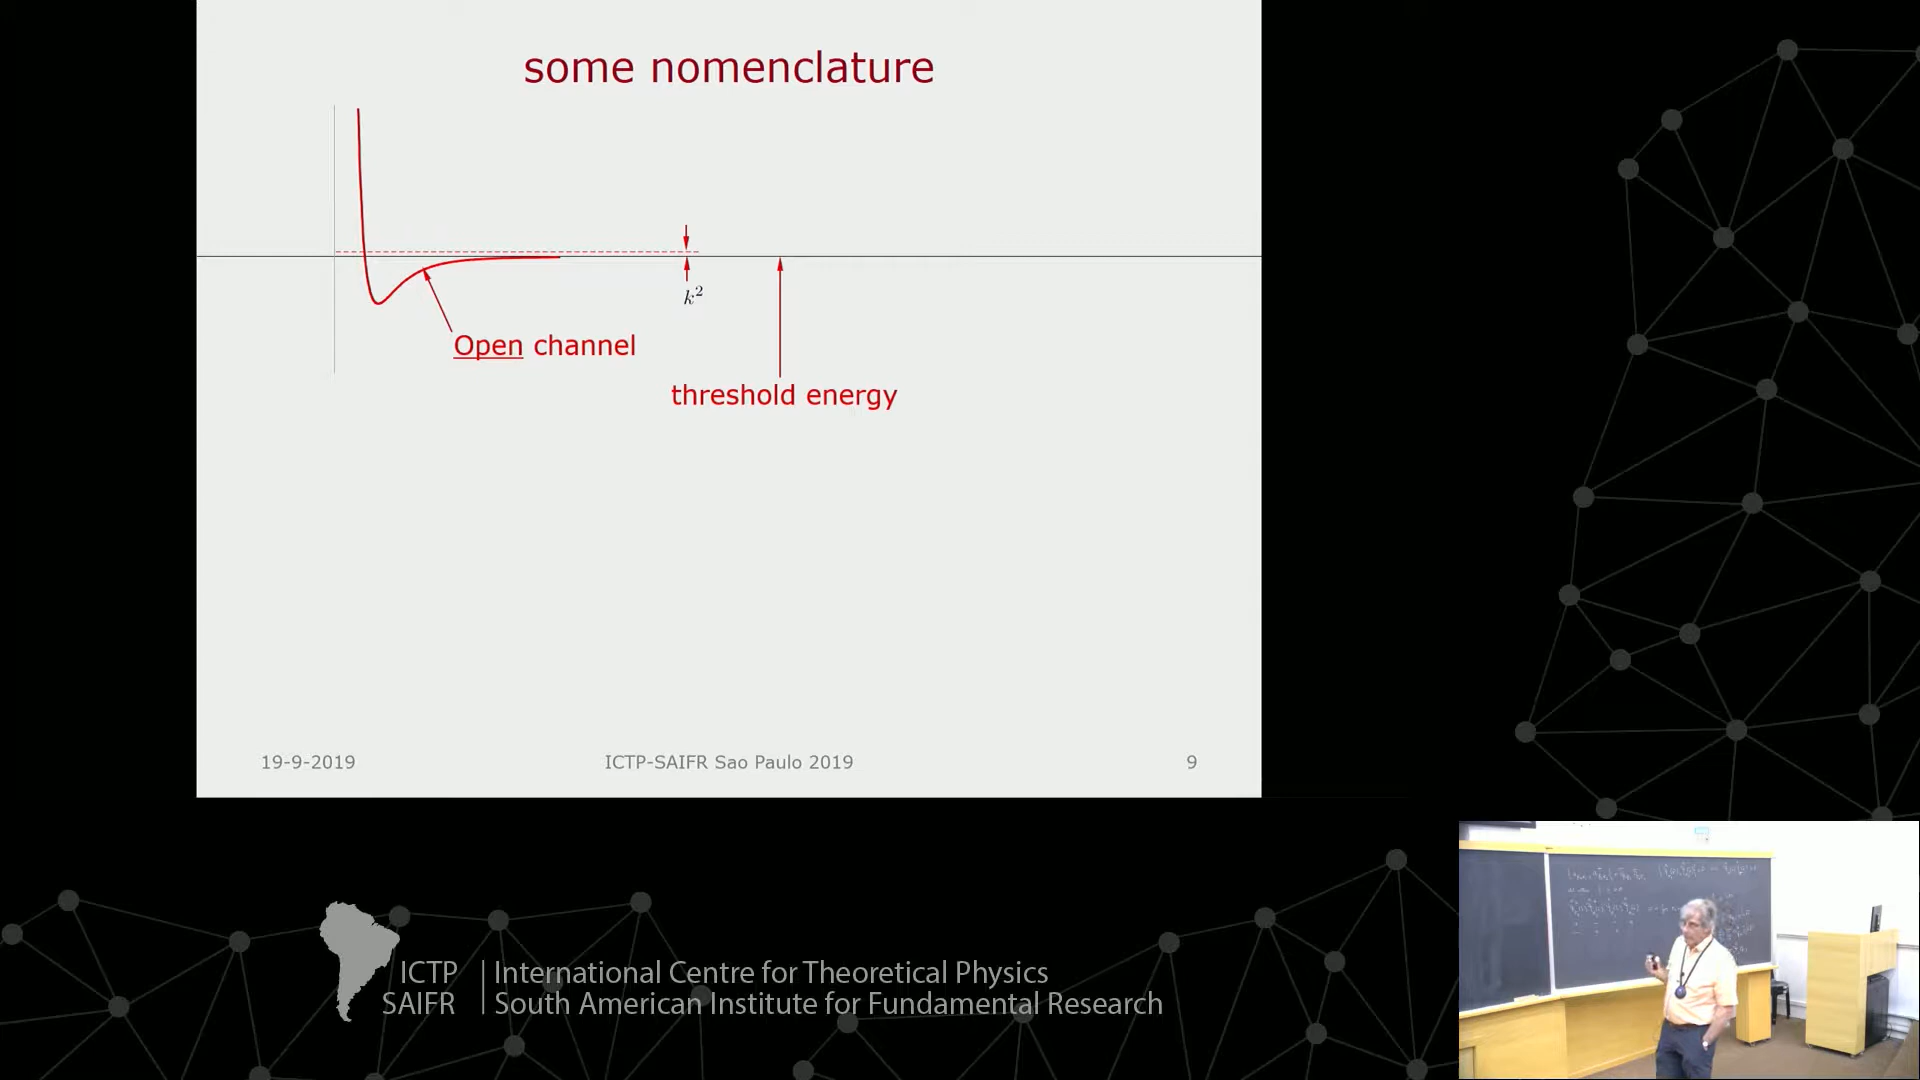 some nomenclature
k²
Open channel
threshold energy
19-9-2019
ICTP-SAIFR Sao Paulo 2019
9
ICTP
SAIFR
International Centre for Theoretical Physics
South American Institute for Fundamental Research